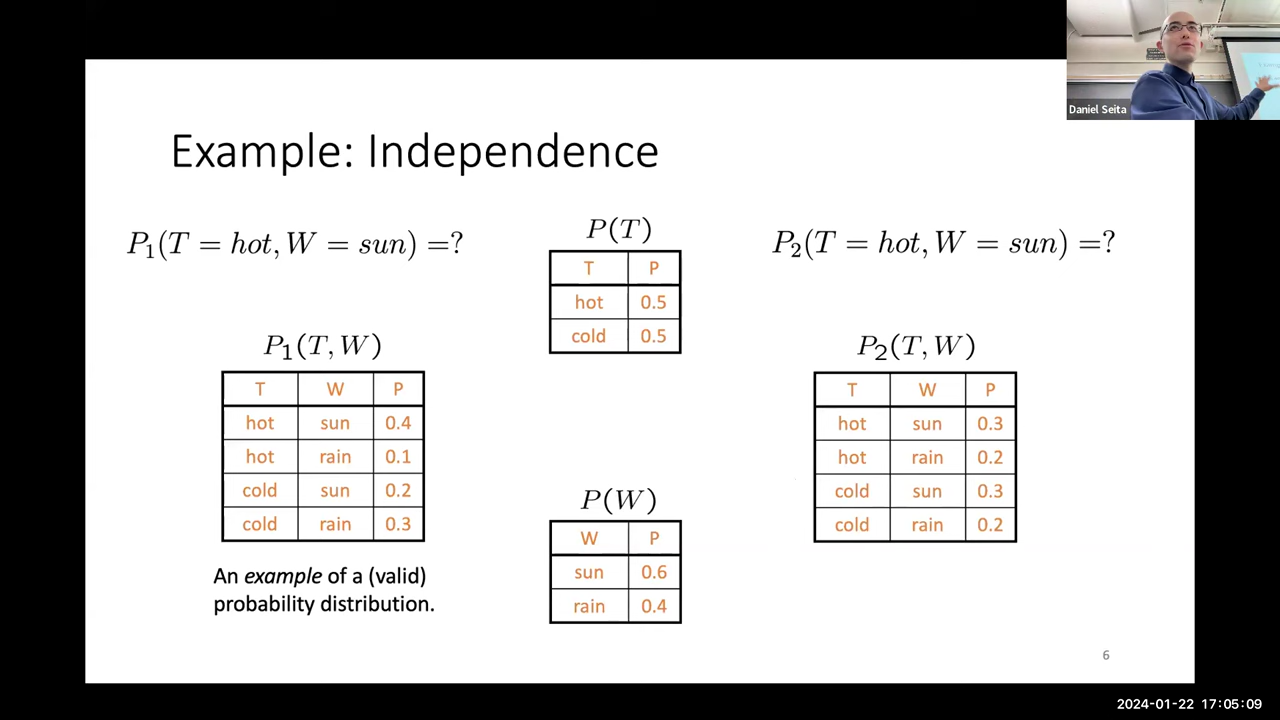 Daniel Seita
Example: Independence
P₁(T = hot, W = sun) =?
P(T)
T P
hot 0.5
cold 0.5
P₂(T = hot, W = sun) =?
P₁(T, W)
T W P
hot sun 0.4
hot rain 0.1
cold sun 0.2
cold rain 0.3
An example of a (valid)
probability distribution.
P(W)
W P
sun 0.6
rain 0.4
P₂(T, W)
T W P
hot sun 0.3
hot rain 0.2
cold sun 0.3
cold rain 0.2
6
2024-01-22 17:05:09